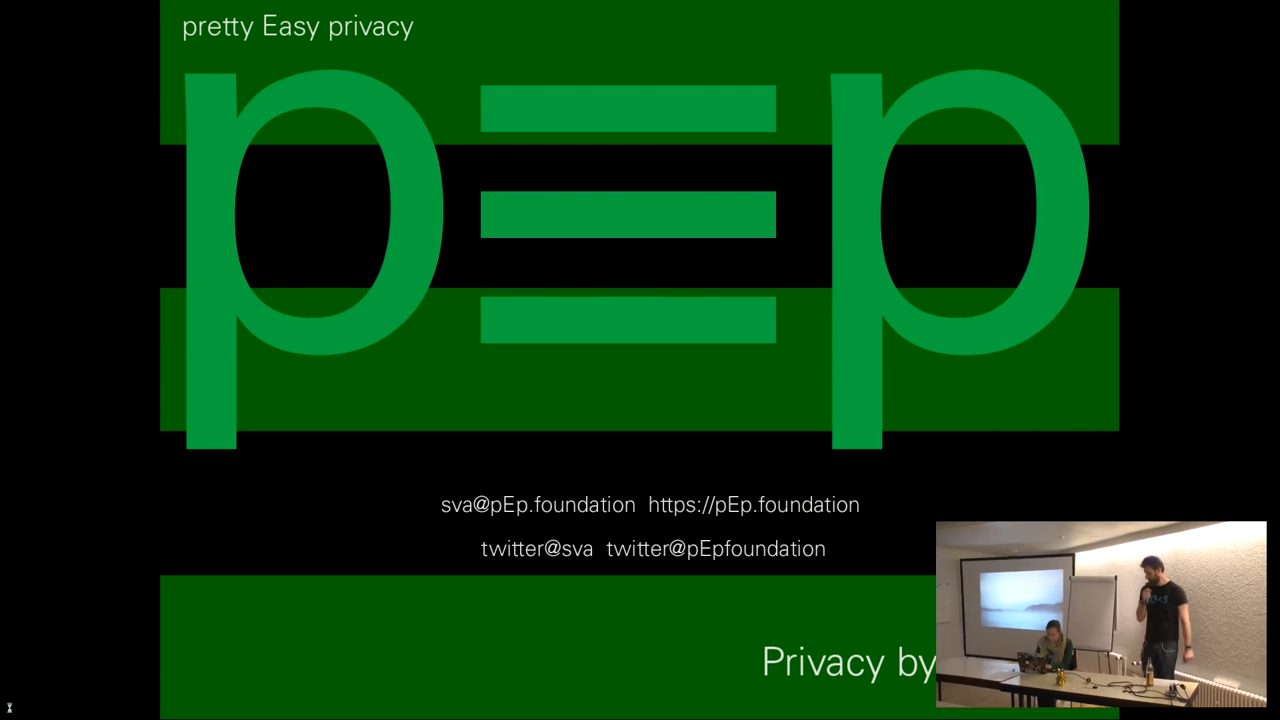 pretty Easy privacy
p≡p
sva@pEp.foundation https://pEp.foundation
twitter@sva twitter@pEpfoundation
Privacy by